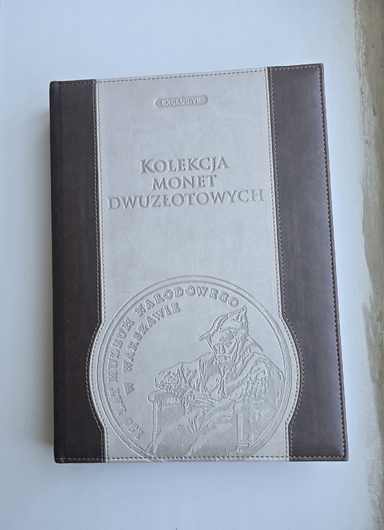 EXCLUSIVE
KOLEKCJA
MONET
DWUZŁOTOWYCH
150 LAT MUZEUM NARODOWEGO
W WARSZAWIE